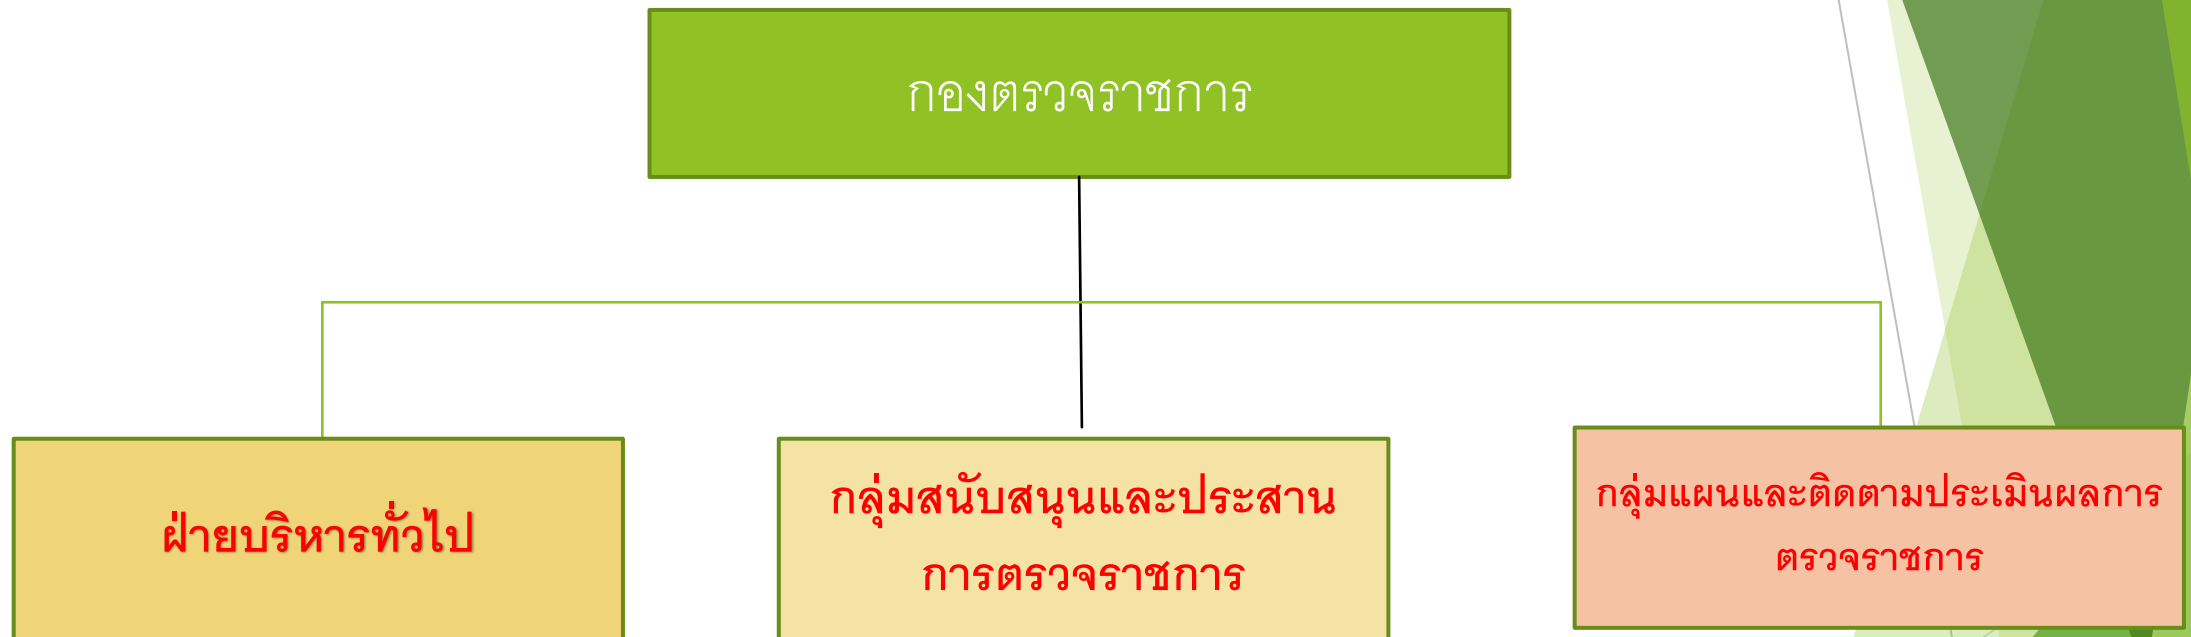 กองตรวจราชการ
ฝ่ายบริหารทั่วไป
กลุ่มสนับสนุนและประสาน
การตรวจราชการ
กลุ่มแผนและติดตามประเมินผลการ
ตรวจราชการ